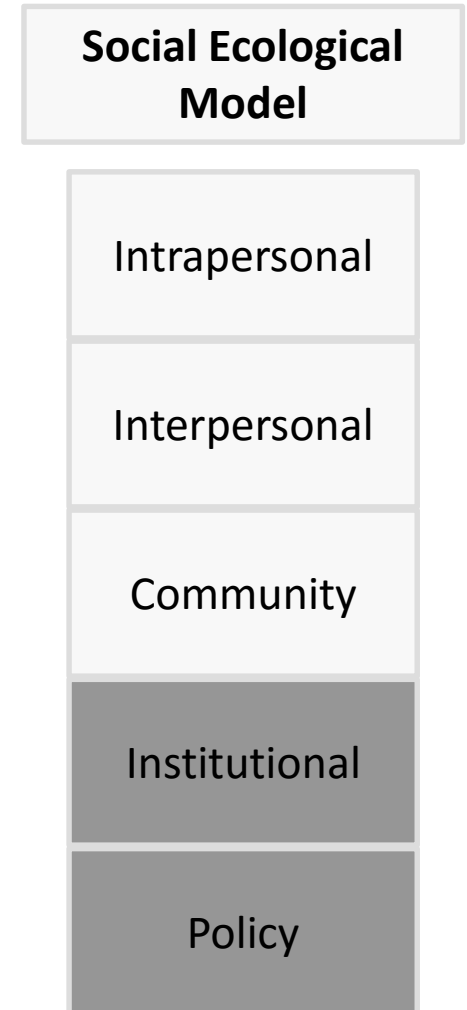 Social Ecological
Model
Intrapersonal
Interpersonal
Community
Institutional
Policy